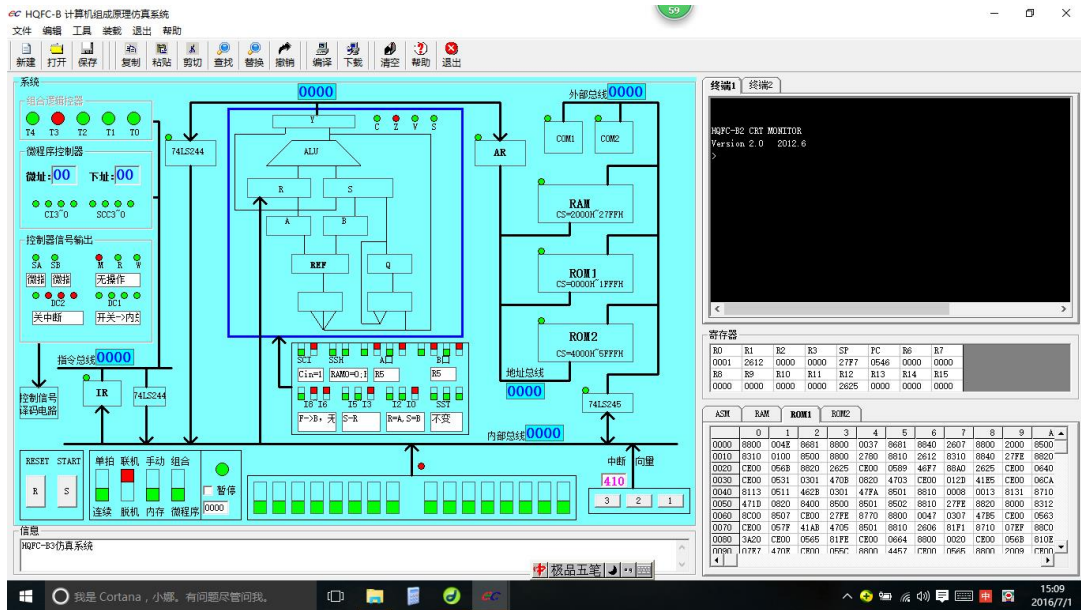 HQFC-B 计算机组成原理仿真系统
59
文件 编辑 工具 装载 退出 帮助
新建 打开 保存 复制 粘贴 剪切 查找 替换 撤销 编译 下载 清空 帮助 退出
系统
组合逻辑控器
T4 T3 T2 T1 T0
微程序控制器
微址:00 下址:00
CI3~0 SCC3~0
控制器信号输出
SA SB M R W
微指 微指 无操作
DC2 DC1
关中断 开关->内总
指令总线 0000
控制信号
译码电路
IR
74LS244
0000
74LS244
Y
C Z V S
ALU
R S
A B
REF Q
AR
外部总线 0000
COM1 COM2
RAM
CS=2000H~27FFH
ROM1
CS=0000H~1FFFH
ROM2
CS=4000H~5FFFH
地址总线
0000
74LS245
SCI SSH A口 B口
Cin=1 RAM0=0;R R5 R5
I8 I6 I5 I3 I2 I0 SST
F->B，无 S-R R=A,S=B 不变
内部总线 0000
RESET START
R S
单拍 联机 手动 组合
连续 脱机 内存 微程序
暂停
0000
中断 向量
410
3 2 1
信息
HQFC-B3仿真系统
终端1 终端2
HQFC-B2 CRT MONITOR
Version 2.0 2012.6
>
寄存器
R0 R1 R2 R3 SP PC R6 R7
0001 2612 0000 0000 27F7 0546 0000 0000
R8 R9 R10 R11 R12 R13 R14 R15
0000 0000 0000 0000 2625 0000 0000 0000
ASM RAM ROM1 ROM2
0 1 2 3 4 5 6 7 8 9 A
0000 8800 004E 8681 8800 0037 8681 8840 2607 8800 2000 8500
0010 8310 0100 8500 8800 2780 8810 2612 8310 8840 27FE 8820
0020 CE00 056B 8820 2625 CE00 0589 46F7 88A0 2625 CE00 0640
0030 CE00 0531 0301 470B 0820 4703 CE00 012D 41E5 CE00 06CA
0040 8113 0511 462B 0301 47FA 8501 8810 0008 0013 8131 8710
0050 471D 0820 8400 8500 8501 8502 8810 27FE 8820 8000 8312
0060 8C00 8507 CE00 27FE 8770 8800 0047 0307 47B5 CE00 0563
0070 CE00 057F 41AB 4705 8501 8810 2606 81F1 8710 07EF 88C0
0080 3A20 CE00 0565 81FE CE00 0664 8800 0020 CE00 056B 810E
0090 07E7 470E CE00 055C 8800 4457 CE00 0565 8800 2009 CE00
中 极品五笔
我是 Cortana，小娜。有问题尽管问我。
中
15:09
2016/7/1